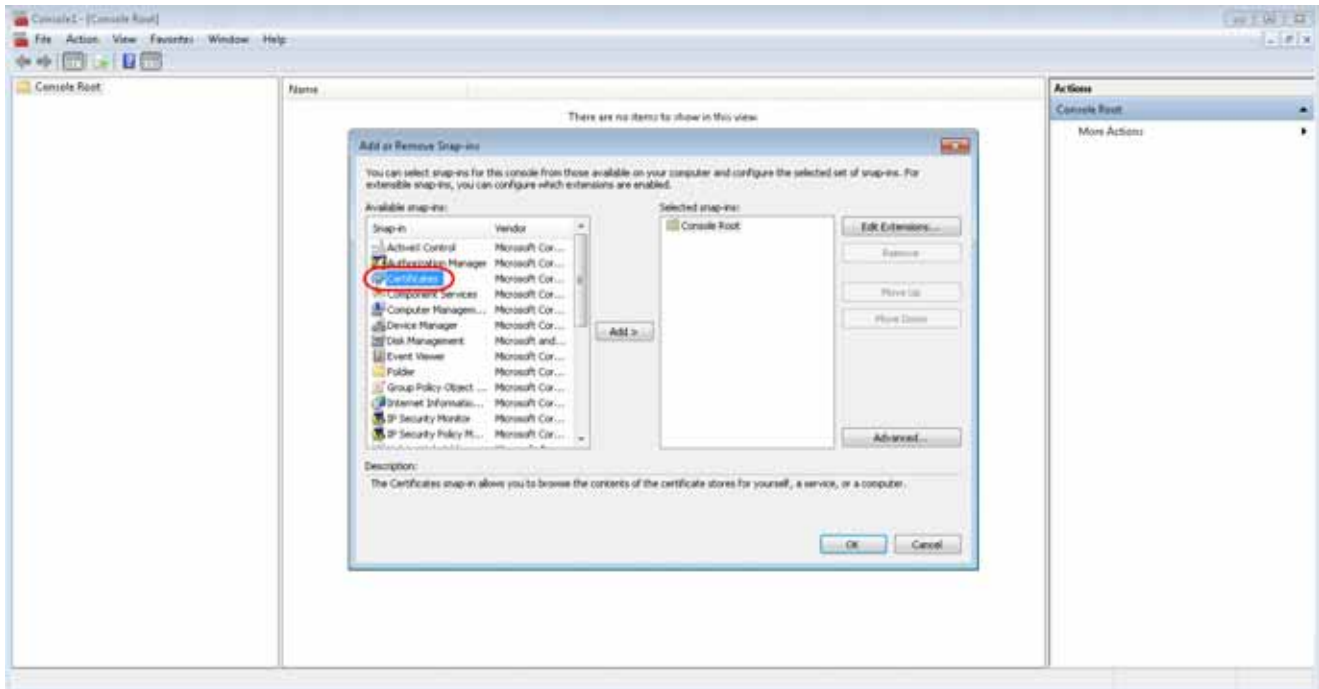 Console1 - [Console Root]
File Action View Favorites Window Help
Console Root
Name
There are no items to show in this view.
Actions
Console Root
More Actions
Add or Remove Snap-ins
You can select snap-ins for this console from those available on your computer and configure the selected set of snap-ins. For
extensible snap-ins, you can configure which extensions are enabled.
Available snap-ins:
Snap-in Vendor
ActiveX Control Microsoft Cor...
Authorization Manager Microsoft Cor...
Certificates Microsoft Cor...
Component Services Microsoft Cor...
Computer Managem... Microsoft Cor...
Device Manager Microsoft Cor...
Disk Management Microsoft and...
Event Viewer Microsoft Cor...
Folder Microsoft Cor...
Group Policy Object ... Microsoft Cor...
Internet Informatio... Microsoft Cor...
IP Security Monitor Microsoft Cor...
IP Security Policy M... Microsoft Cor...
Add >
Selected snap-ins:
Console Root
Edit Extensions...
Remove
Move Up
Move Down
Advanced...
Description:
The Certificates snap-in allows you to browse the contents of the certificate stores for yourself, a service, or a computer.
OK Cancel